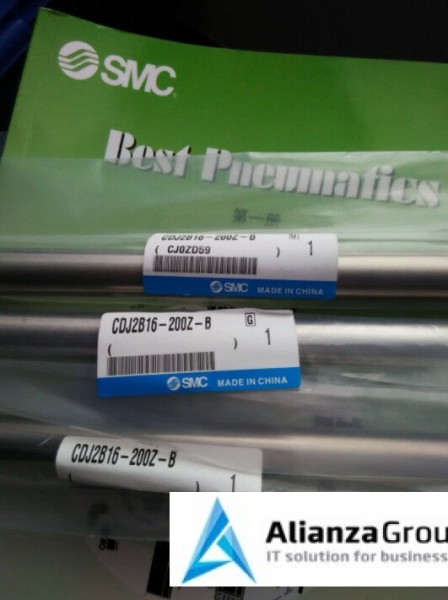 SMC
Best Pneumatics
第一册
CDJ2B16-200Z-B G
( CJ0ZD59 ) 1
SMC MADE IN CHINA
CDJ2B16-200Z-B G
( ) 1
SMC MADE IN CHINA
CDJ2B16-200Z-B
1
AlianzaGroup
IT solution for business